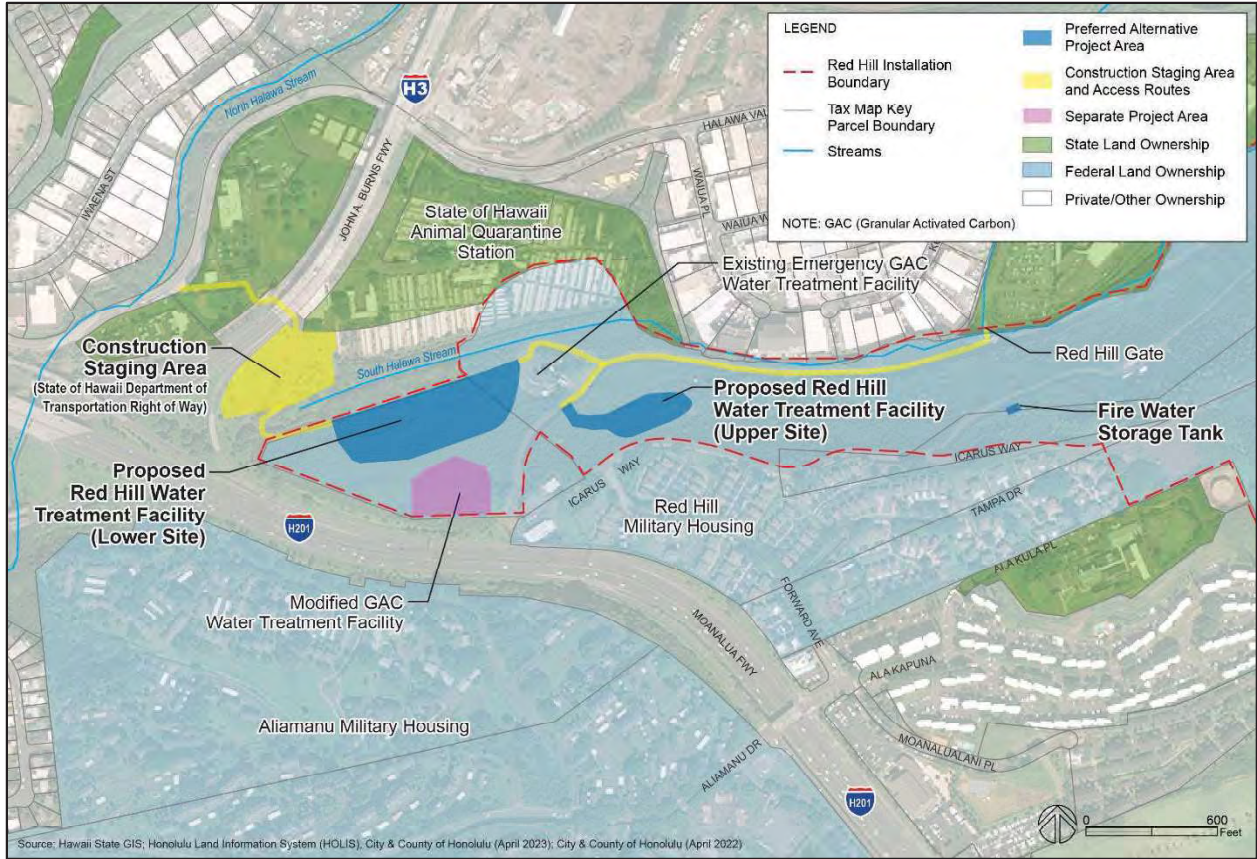 LEGEND
Red Hill Installation
Boundary
Tax Map Key
Parcel Boundary
Streams
Preferred Alternative
Project Area
Construction Staging Area
and Access Routes
Separate Project Area
State Land Ownership
Federal Land Ownership
Private/Other Ownership
NOTE: GAC (Granular Activated Carbon)
North Halawa Stream
H3
IWAENA ST
JOHN A. BURNS FWY
HALAWA VAL
WAIUA PL
WAIUA W
State of Hawaii
Animal Quarantine
Station
Existing Emergency GAC
Water Treatment Facility
Construction
Staging Area
(State of Hawaii Department of
Transportation Right of Way)
South Halawa Stream
Red Hill Gate
Proposed Red Hill
Water Treatment Facility
(Upper Site)
Fire Water
Storage Tank
Proposed
Red Hill Water
Treatment Facility
(Lower Site)
ICARUS WAY
ICARUS WAY
Red Hill
Military Housing
TAMPA DR
H201
ALA KULA PL
Modified GAC
Water Treatment Facility
FORWARD AVE
MOANALUA FWY
ALA KAPUNA
Aliamanu Military Housing
MOANALUALANI PL
ALIAMANU DR
H201
0 600
Feet
Source: Hawaii State GIS; Honolulu Land Information System (HOLIS), City & County of Honolulu (April 2023); City & County of Honolulu (April 2022)